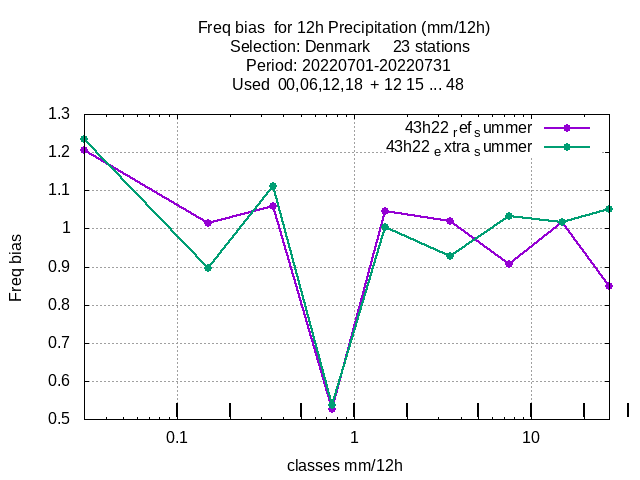 Freq bias for 12h Precipitation (mm/12h)
Selection: Denmark 23 stations
Period: 20220701-20220731
Used 00,06,12,18 + 12 15 ... 48
43h22 ref summer
43h22 extra summer
1.3
1.2
1.1
1
0.9
0.8
0.7
0.6
0.5
Freq bias
0.1 1 10
classes mm/12h